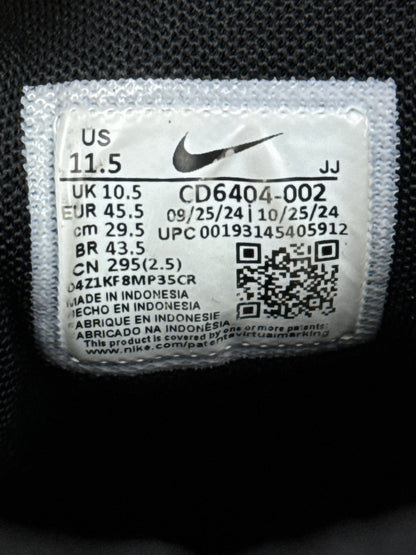 US
11.5
JJ
UK 10.5
CD6404-002
EUR 45.5
09/25/24 | 10/25/24
cm 29.5
UPC 00193145405912
BR 43.5
CN 295(2.5)
O4Z1KF8MP35CR
MADE IN INDONESIA
HECHO EN INDONESIA
FABRIQUE EN INDONESIE
FABRICADO NA INDONÉSIA
This product is covered by one or more patents:
www.nike.com/patentsvirtualmarking